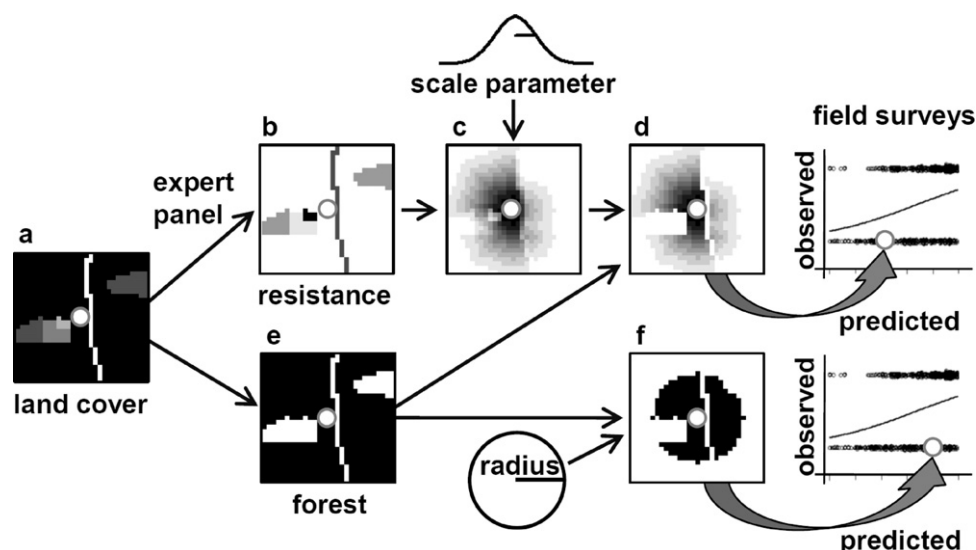 scale parameter
field surveys
b
c
d
expert
panel
observed
a
resistance
predicted
e
f
land cover
observed
radius
forest
predicted